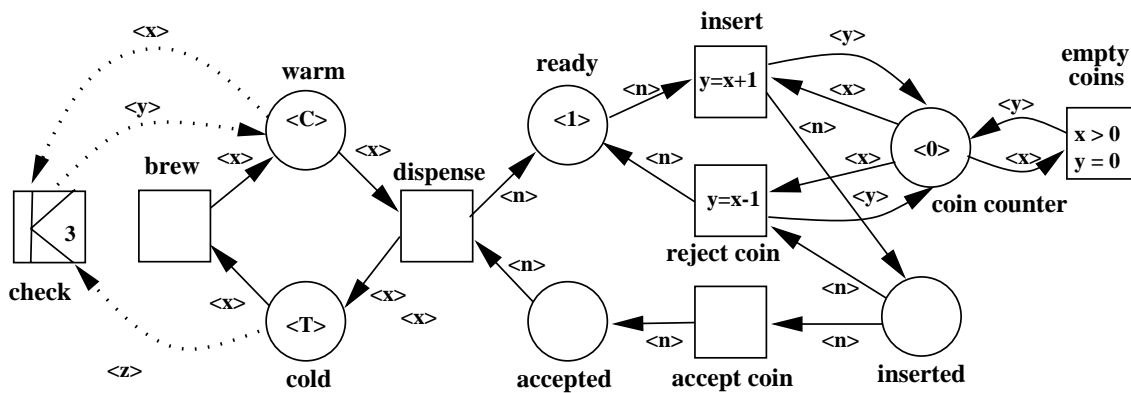 <x>
insert
<y>
empty
coins
warm
ready
<y>
<C>
<n>
y=x+1
<x>
<y>
<1>
<n>
x > 0
y = 0
<0>
brew
<x>
<x>
dispense
<n>
<x>
<x>
<n>
y=x-1
<y>
coin counter
3
reject coin
check
<n>
<x>
<x>
<x>
<n>
<T>
<z>
cold
accepted
<n>
accept coin
<n>
inserted